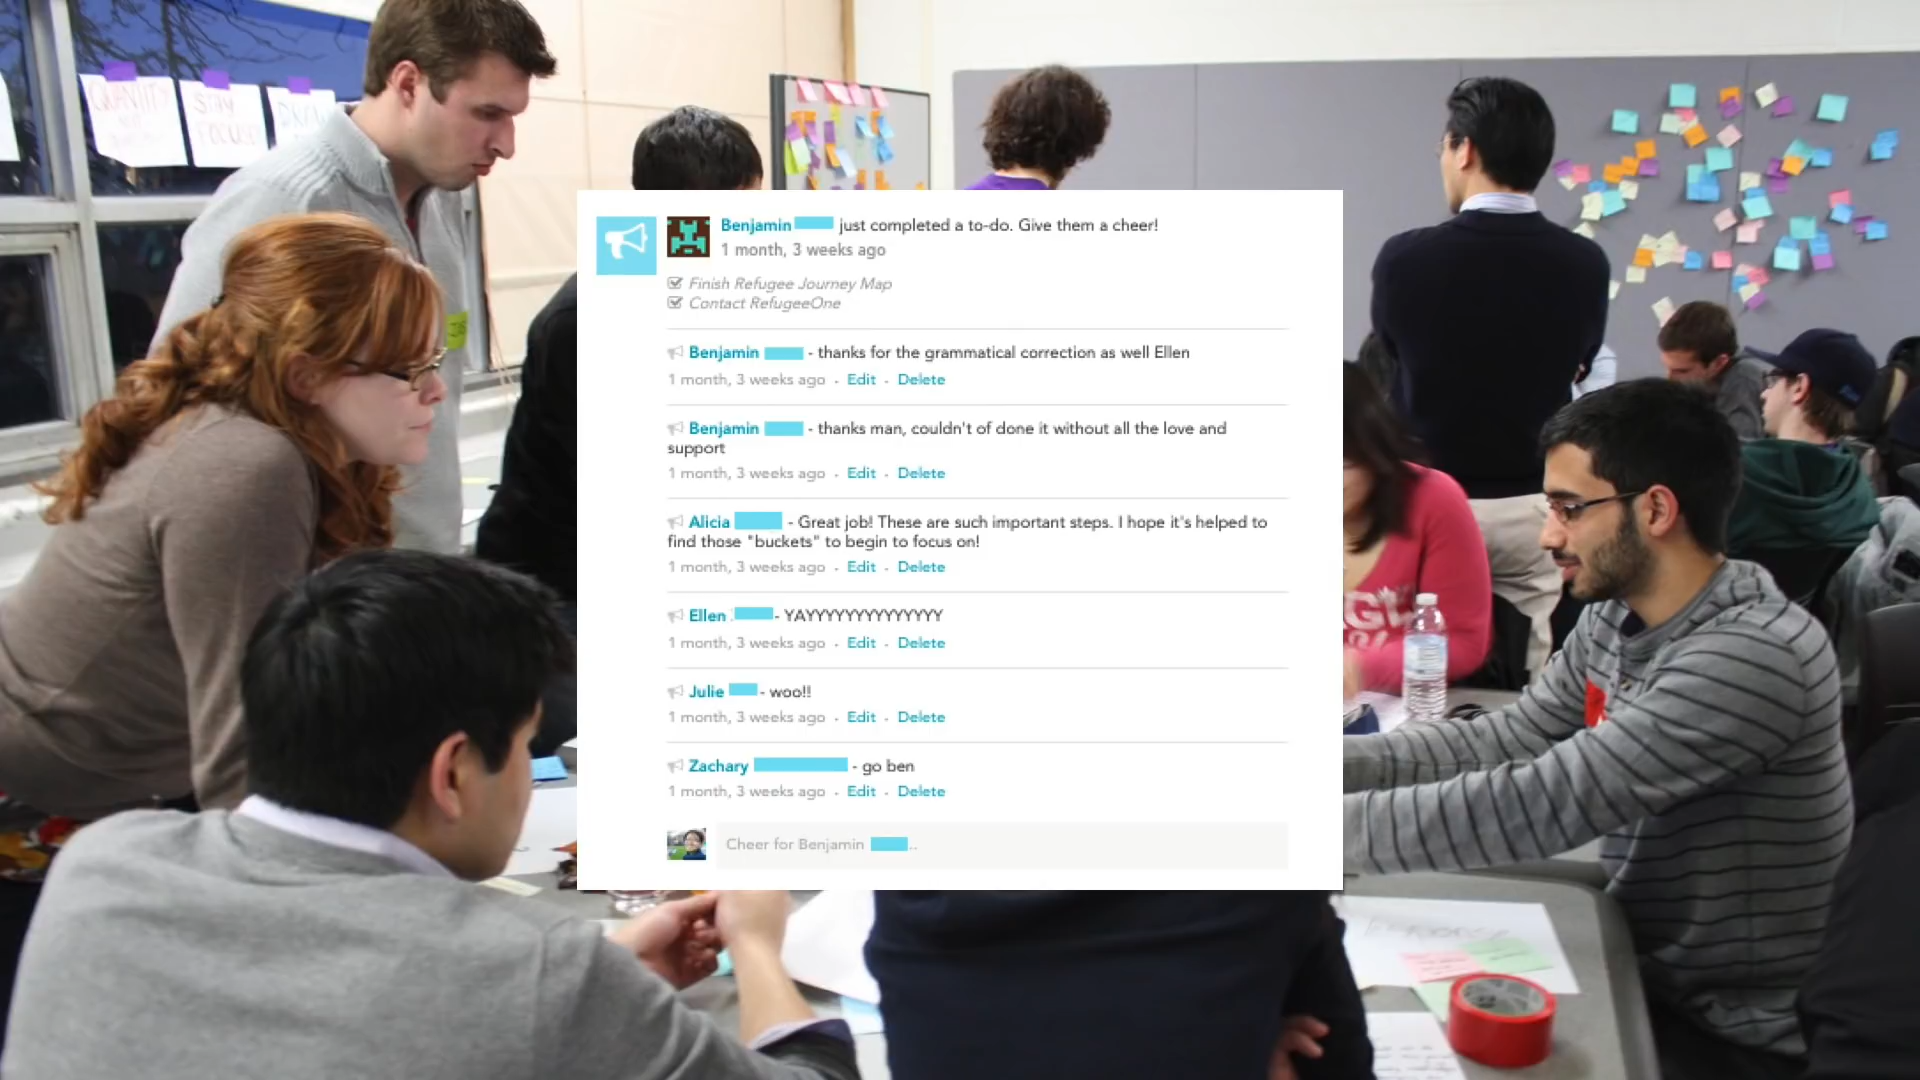 QUANTITY
STAY
FOCUSED
DRAW
Benjamin just completed a to-do. Give them a cheer!
1 month, 3 weeks ago
Finish Refugee Journey Map
Contact RefugeeOne
Benjamin - thanks for the grammatical correction as well Ellen
1 month, 3 weeks ago - Edit - Delete
Benjamin - thanks man, couldn't of done it without all the love and
support
1 month, 3 weeks ago - Edit - Delete
Alicia - Great job! These are such important steps. I hope it's helped to
find those "buckets" to begin to focus on!
1 month, 3 weeks ago - Edit - Delete
Ellen - YAYYYYYYYYYYYYYY
1 month, 3 weeks ago - Edit - Delete
Julie - woo!!
1 month, 3 weeks ago - Edit - Delete
Zachary - go ben
1 month, 3 weeks ago - Edit - Delete
Cheer for Benjamin ..